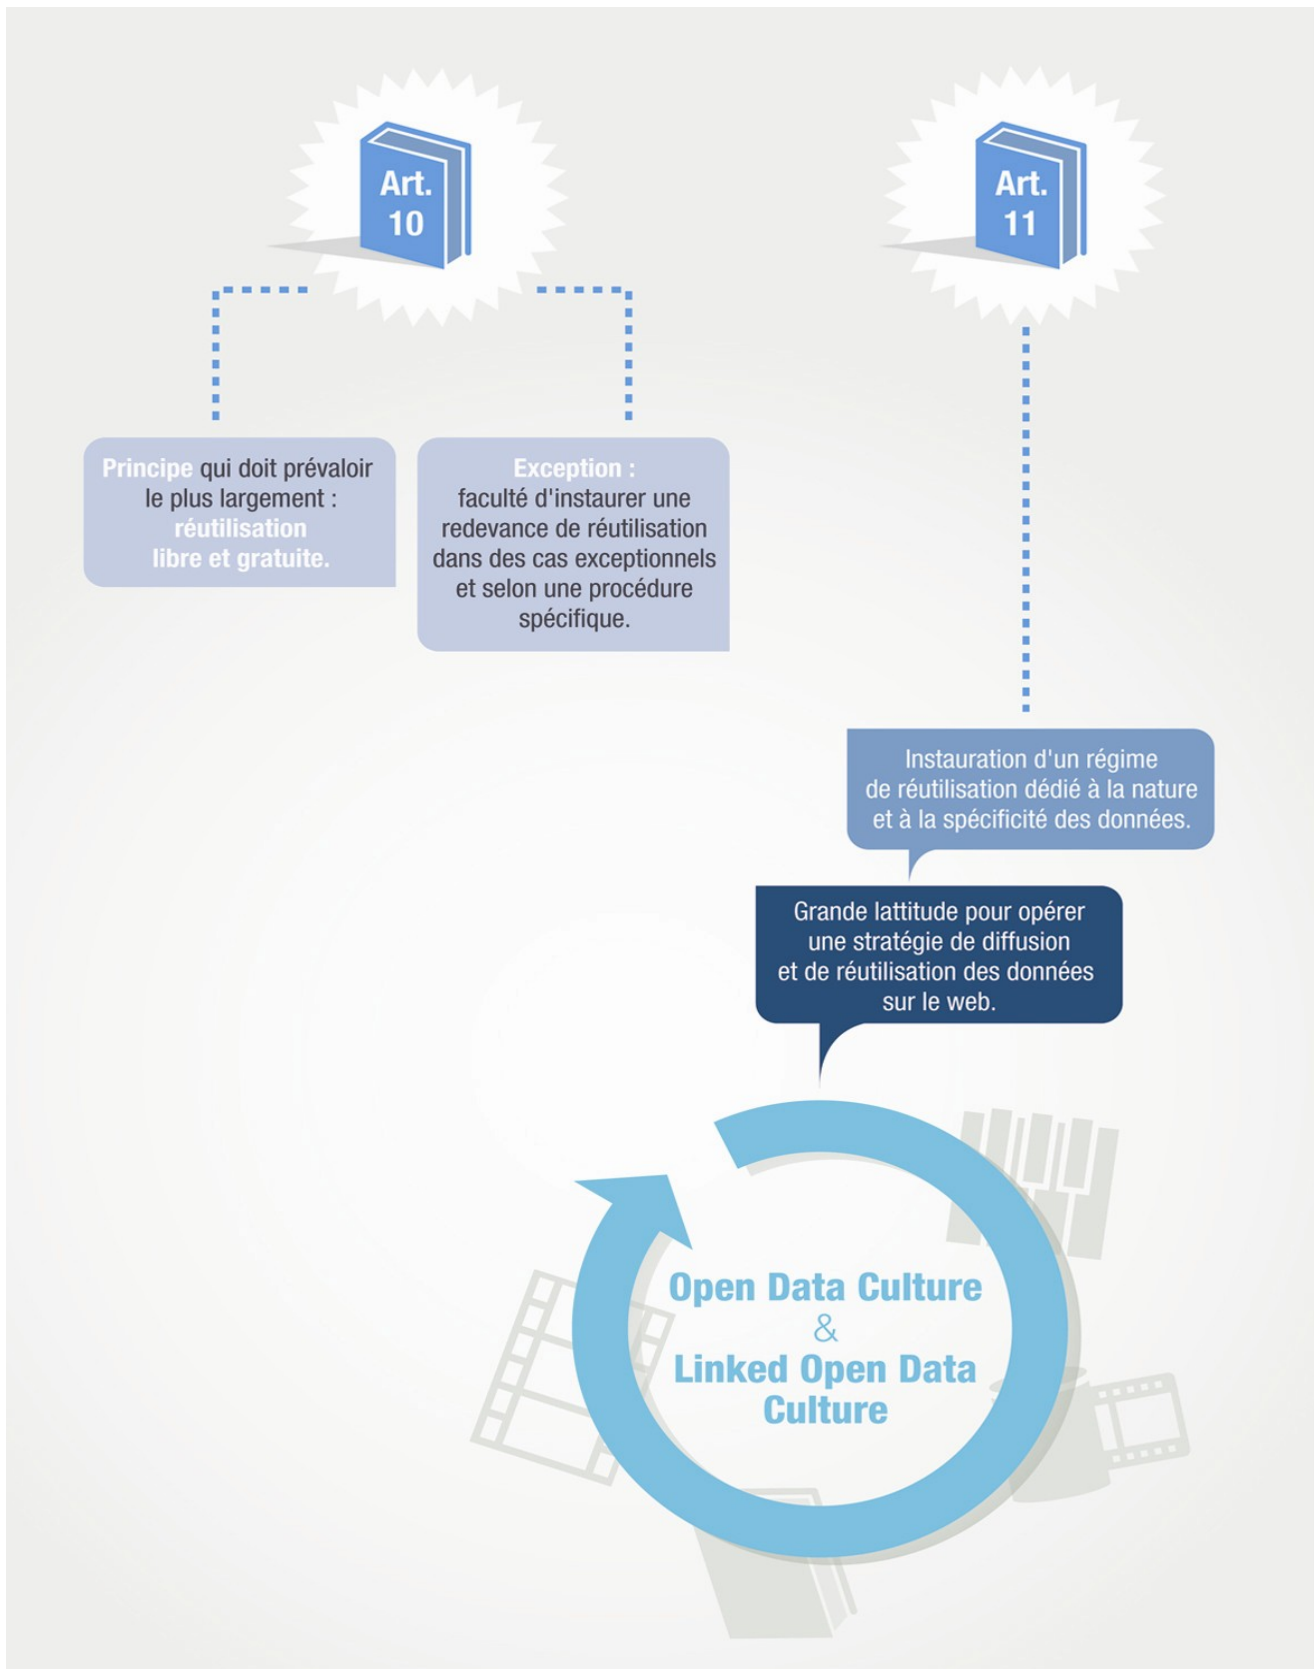 Art.
10
Art.
11
Principe qui doit prévaloir
le plus largement :
réutilisation
libre et gratuite.
Exception :
faculté d'instaurer une
redevance de réutilisation
dans des cas exceptionnels
et selon une procédure
spécifique.
Instauration d'un régime
de réutilisation dédié à la nature
et à la spécificité des données.
Grande lattitude pour opérer
une stratégie de diffusion
et de réutilisation des données
sur le web.
Open Data Culture
&
Linked Open Data
Culture